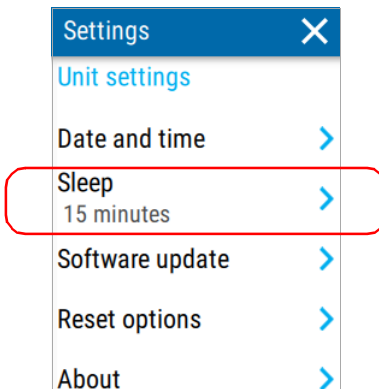 Settings
Unit settings
Date and time
Sleep
15 minutes
Software update
Reset options
About